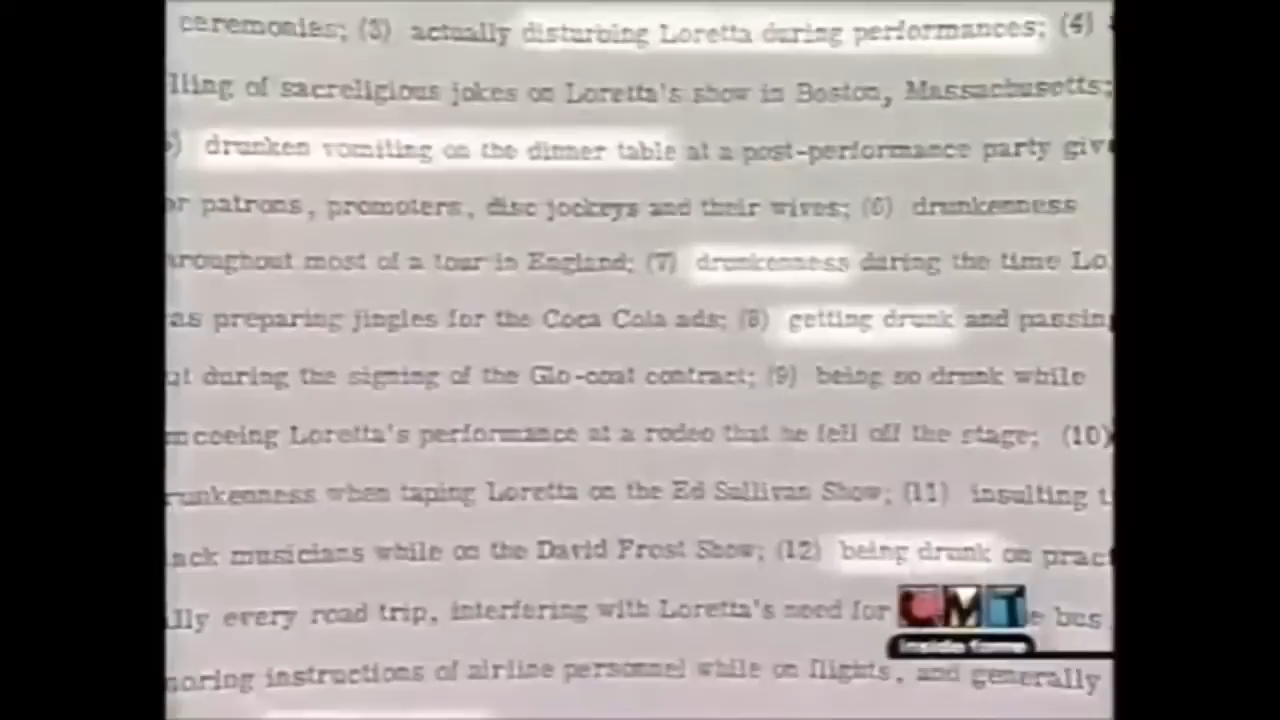 ceremonies; (3) actually disturbing Loretta during performances; (4)
lling of sacreligious jokes on Loretta's show in Boston, Massachusetts;
) drunken vomiting on the dinner table at a post-performance party giv
r patrons, promoters, disc jockeys and their wives; (6) drunkenness
roughout most of a tour in England; (7) drunkenness during the time Lo
as preparing jingles for the Coca Cola ads; (8) getting drunk and passin
ut during the signing of the Glo-coat contract; (9) being so drunk while
mceeing Loretta's performance at a rodeo that he fell off the stage; (10)
runkenness when taping Loretta on the Ed Sullivan Show; (11) insulting t
ack musicians while on the David Frost Show; (12) being drunk on pract
lly every road trip, interfering with Loretta's need for
e bus
CMT
noring instructions of airline personnel while on flights, and generally